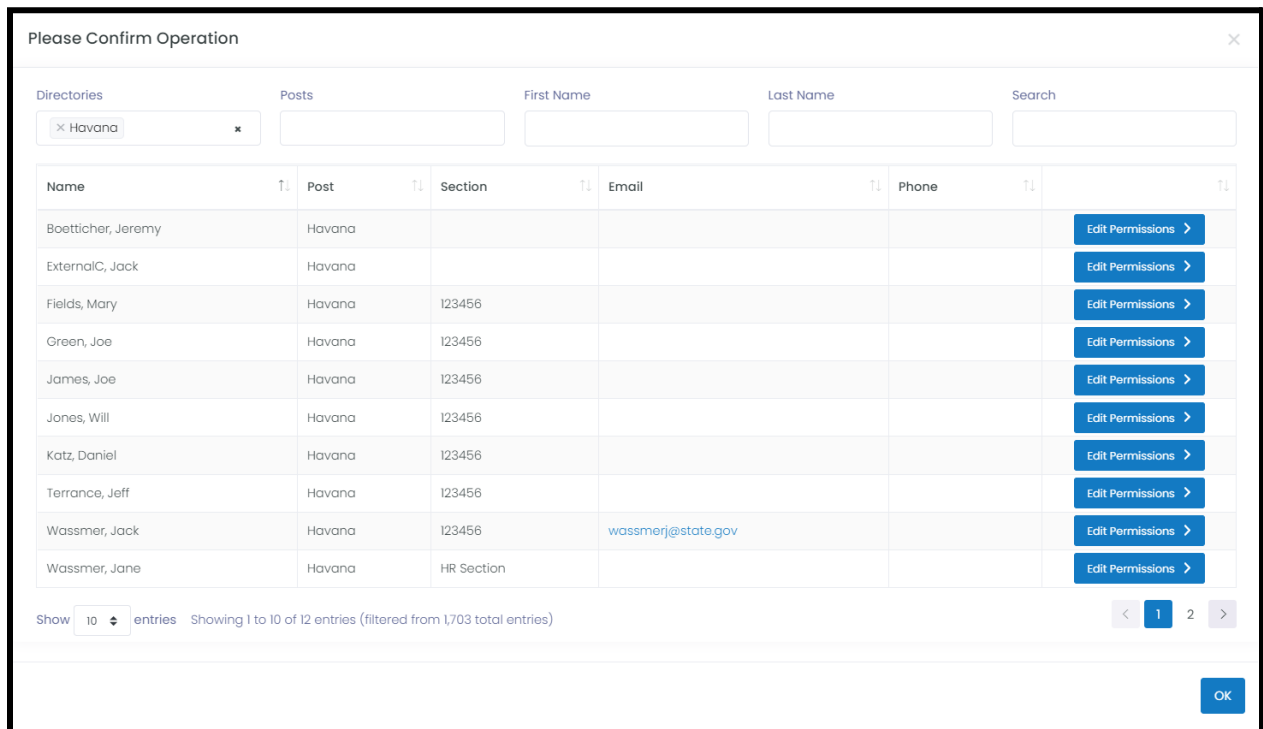 Please Confirm Operation ×
Directories Posts First Name Last Name Search
× Havana ×
Name Post Section Email Phone
Boetticher, Jeremy Havana Edit Permissions
ExternalC, Jack Havana Edit Permissions
Fields, Mary Havana 123456 Edit Permissions
Green, Joe Havana 123456 Edit Permissions
James, Joe Havana 123456 Edit Permissions
Jones, Will Havana 123456 Edit Permissions
Katz, Daniel Havana 123456 Edit Permissions
Terrance, Jeff Havana 123456 Edit Permissions
Wassmer, Jack Havana 123456 wassmerj@state.gov Edit Permissions
Wassmer, Jane Havana HR Section Edit Permissions
Show 10 entries Showing 1 to 10 of 12 entries (filtered from 1,703 total entries) < 1 2 >
OK